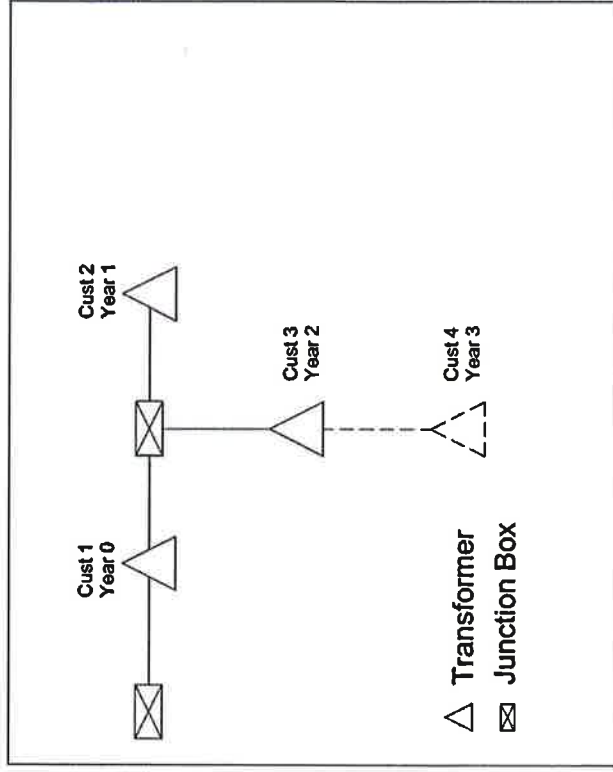 Cust 1
Year 0
Cust 2
Year 1
Cust 3
Year 2
Cust 4
Year 3
Transformer
Junction Box